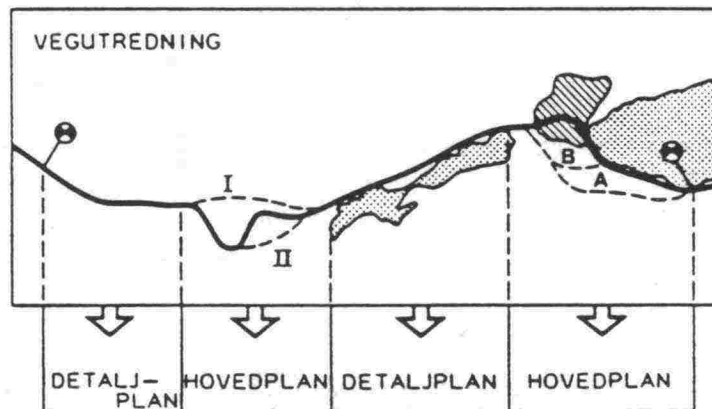 VEGUTREDNING
I
II
B
A
DETALJ-
PLAN
HOVEDPLAN
DETALJPLAN
HOVEDPLAN